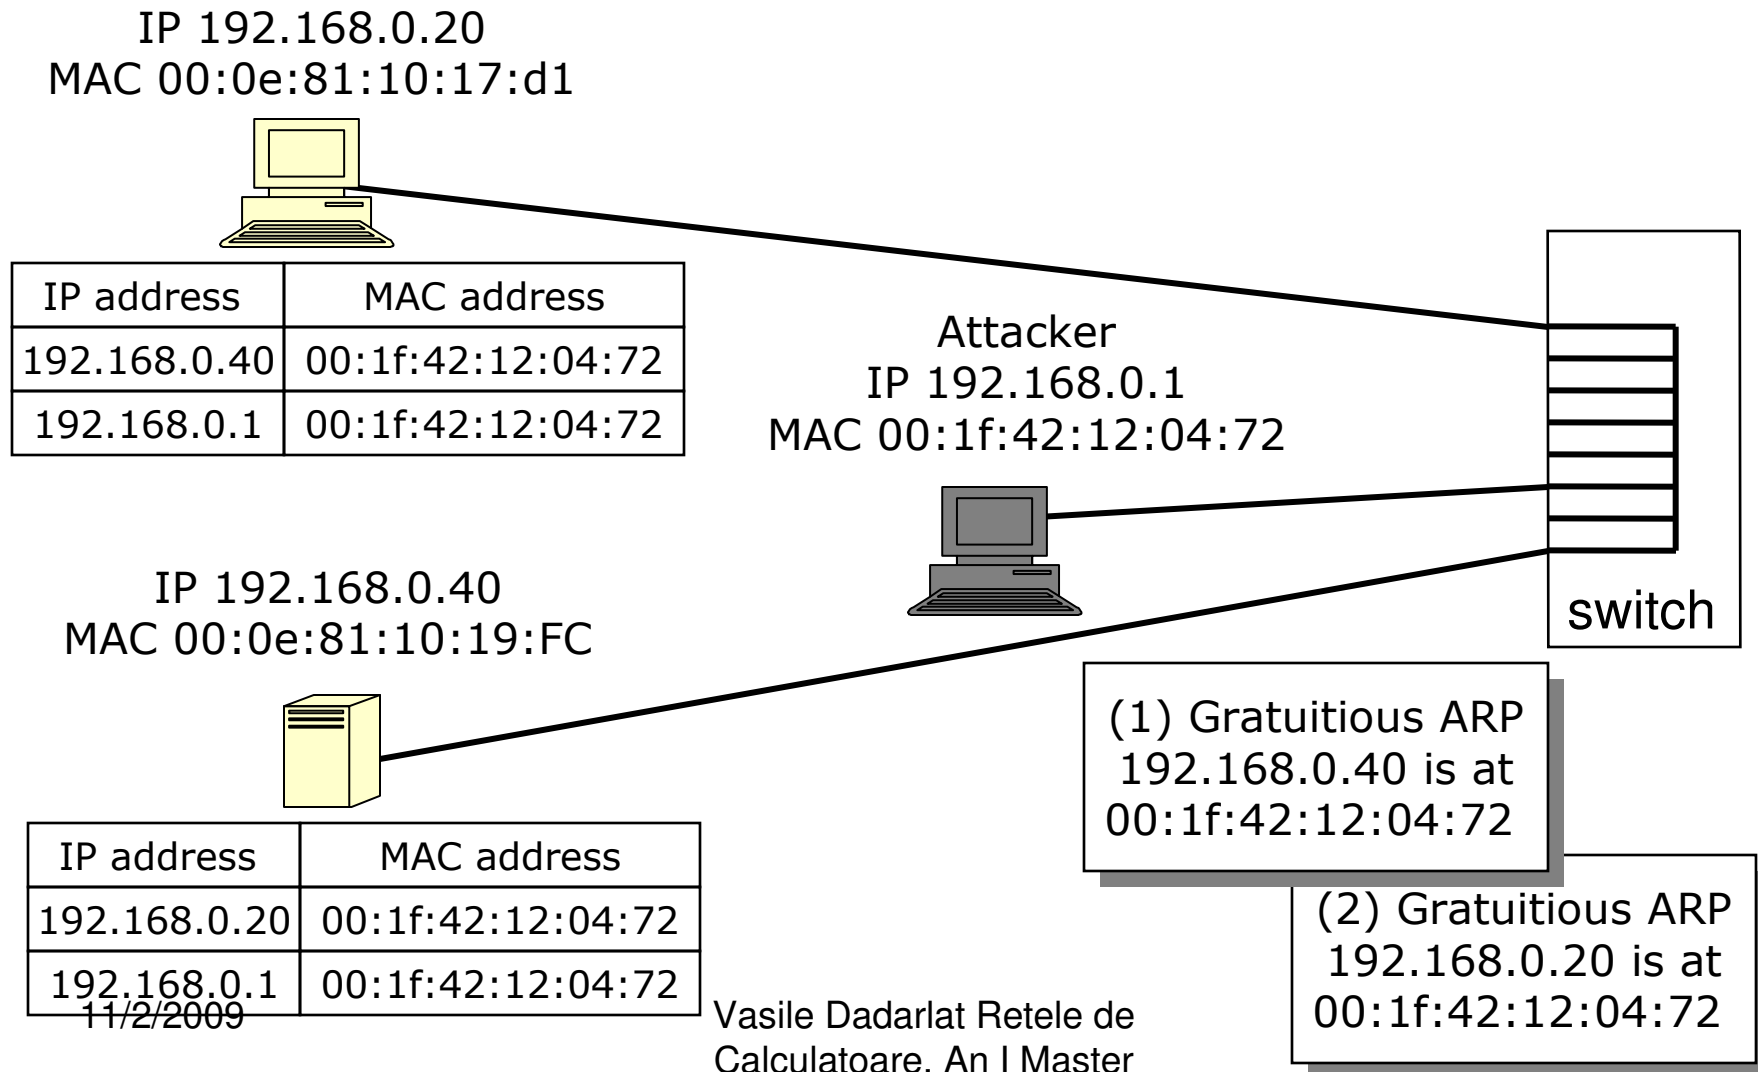 IP 192.168.0.20
MAC 00:0e:81:10:17:d1
IP address MAC address
192.168.0.40 00:1f:42:12:04:72
192.168.0.1 00:1f:42:12:04:72
Attacker
IP 192.168.0.1
MAC 00:1f:42:12:04:72
switch
IP 192.168.0.40
MAC 00:0e:81:10:19:FC
IP address MAC address
192.168.0.20 00:1f:42:12:04:72
192.168.0.1 00:1f:42:12:04:72
(1) Gratuitious ARP
192.168.0.40 is at
00:1f:42:12:04:72
(2) Gratuitious ARP
192.168.0.20 is at
00:1f:42:12:04:72
11/2/2009
Vasile Dadarlat Retele de
Calculatoare, An I Master